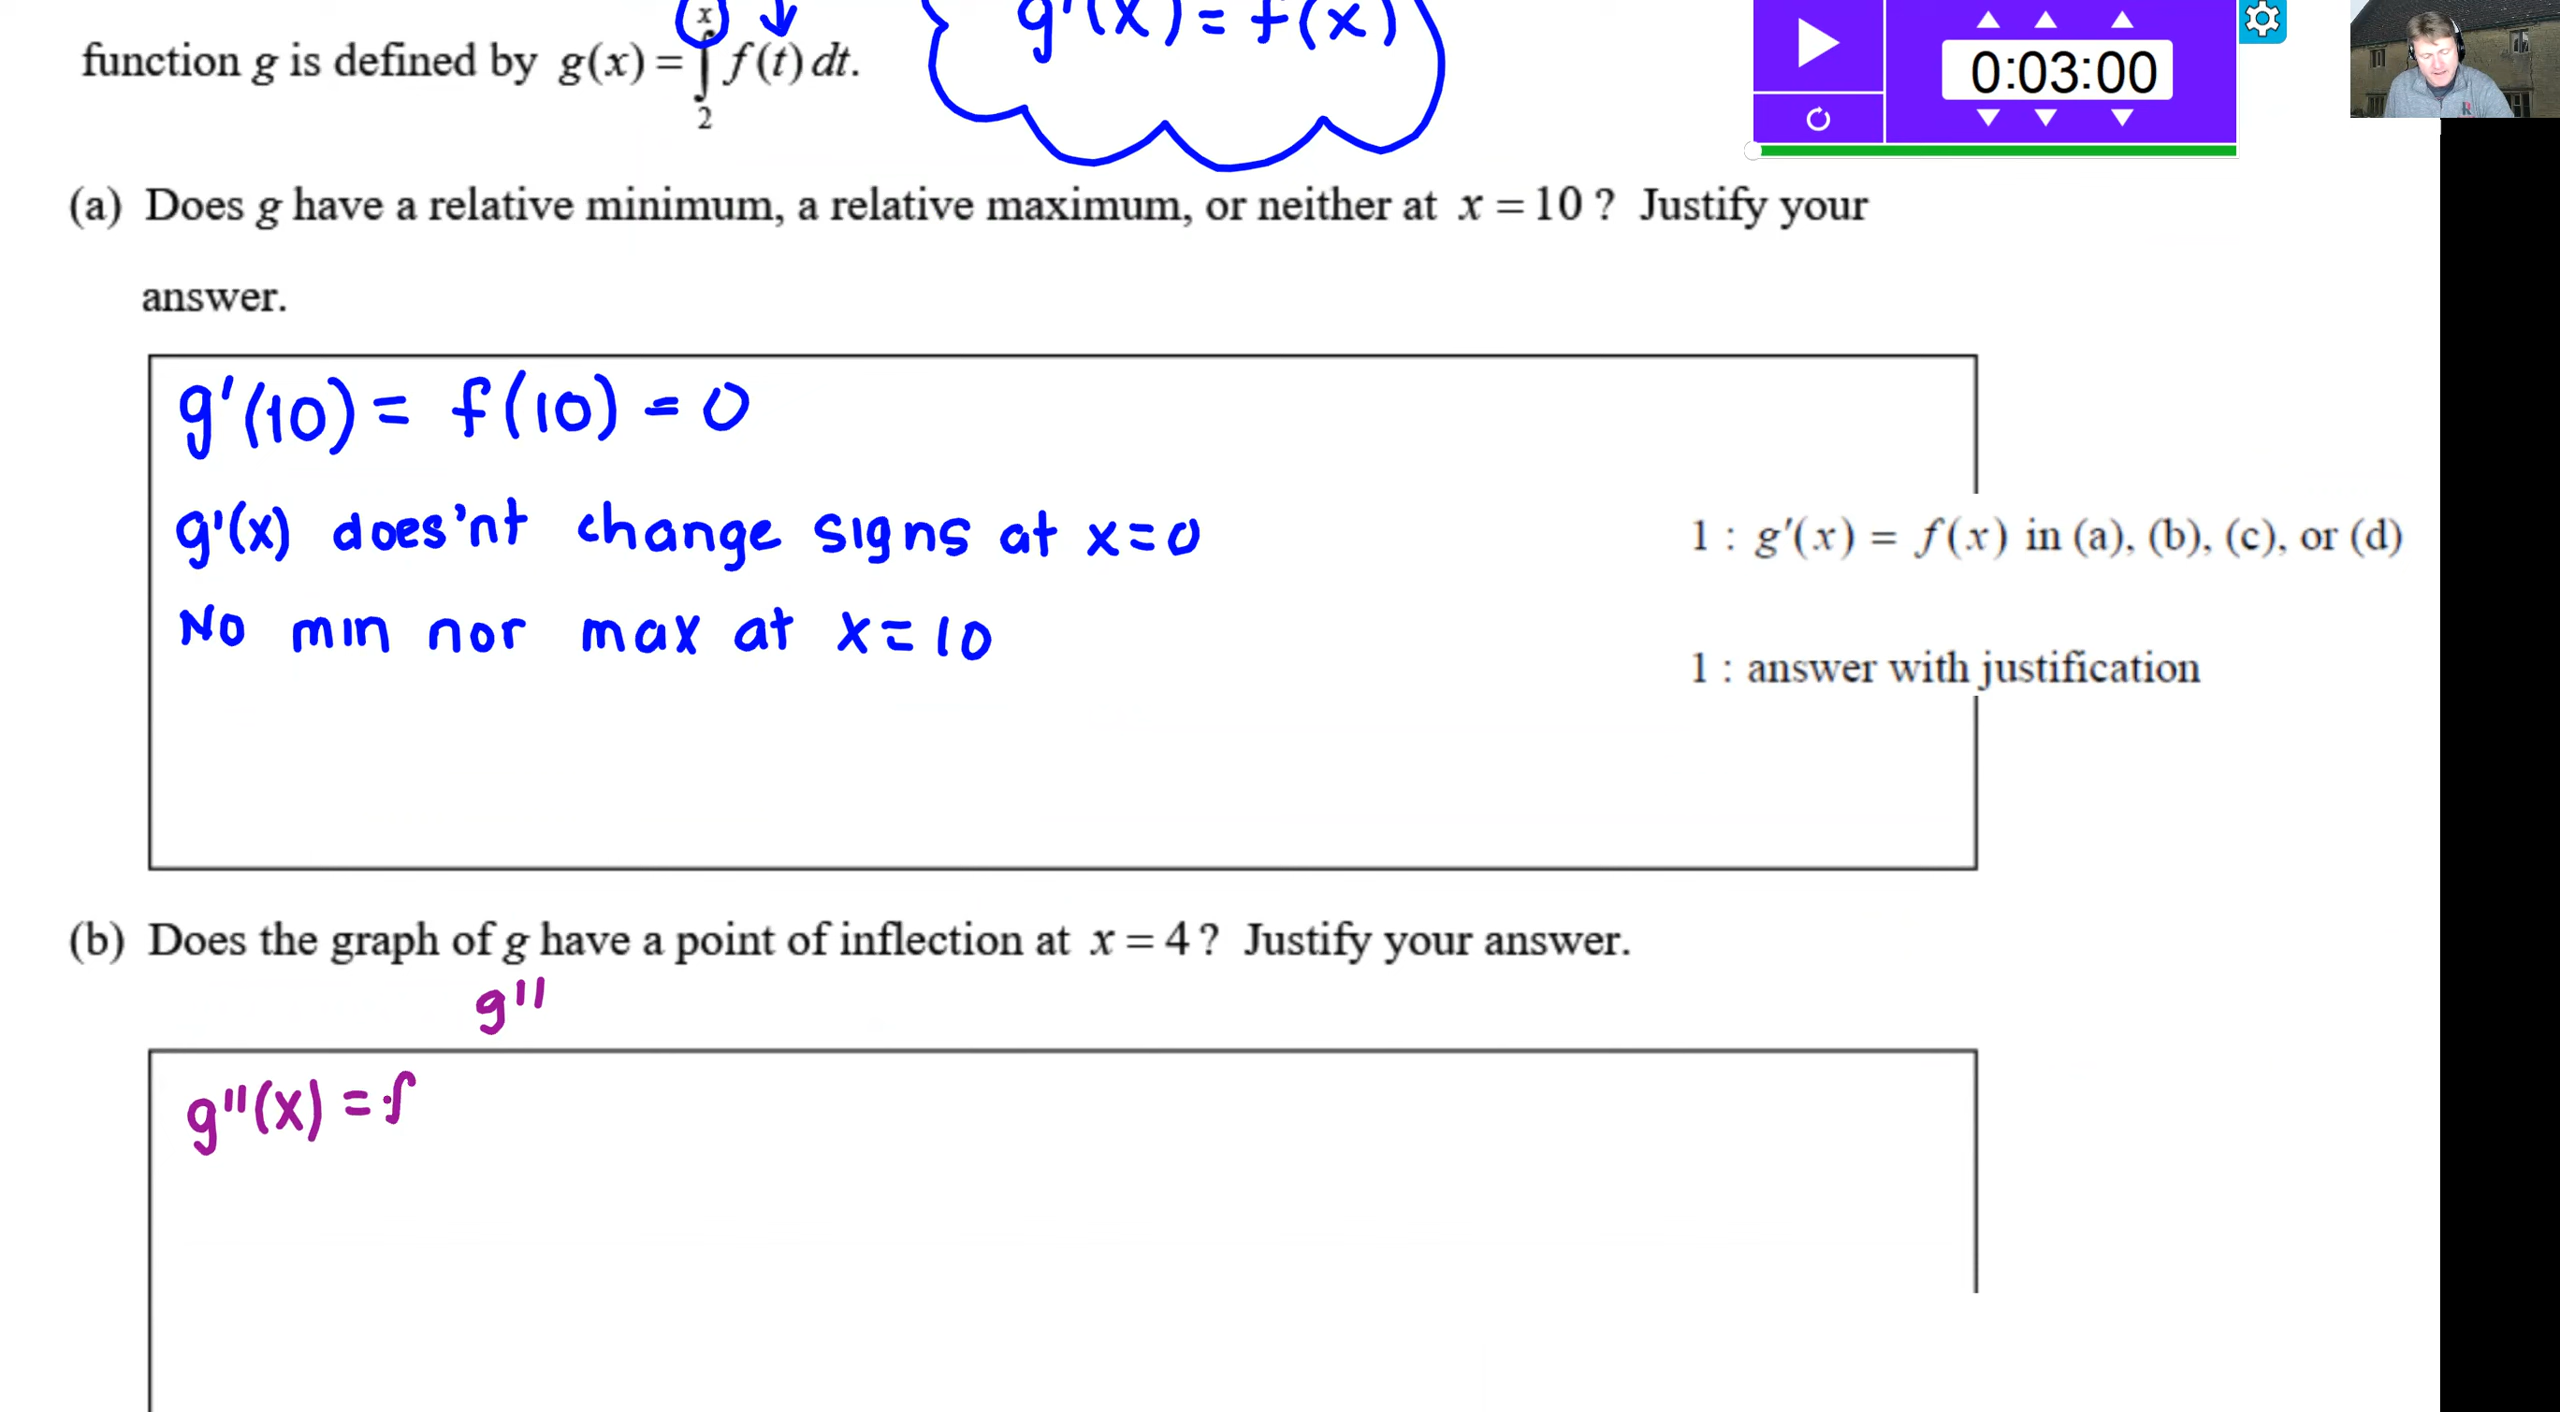 g'(x) = f(x)
function g is defined by g(x) = ∫₂ˣ f(t) dt.
0:03:00
(a) Does g have a relative minimum, a relative maximum, or neither at x = 10 ? Justify your
answer.
g'(10) = f(10) = 0
g'(x) does'nt change signs at x=0
No min nor max at x=10
1 : g'(x) = f(x) in (a), (b), (c), or (d)
1 : answer with justification
(b) Does the graph of g have a point of inflection at x = 4 ? Justify your answer.
g''
g''(x) = f